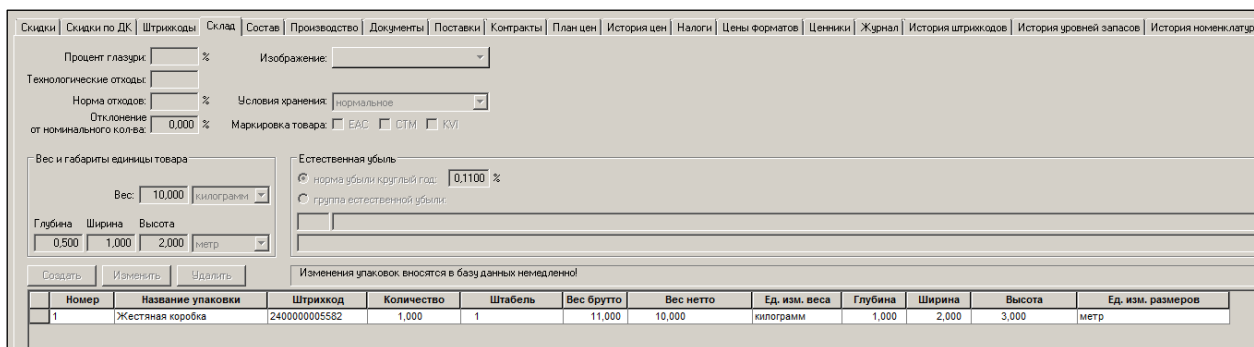 Скидки Скидки по ДК Штрихкоды Склад Состав Производство Документы Поставки Контракты План цен История цен Налоги Цены форматов Ценники Журнал История штрихкодов История уровней запасов История номенклатур
Процент глазури: % Изображение:
Технологические отходы:
Норма отходов: % Условия хранения: нормальное
Отклонение
от номинального кол-ва: 0,000 % Маркировка товара: EAC СТМ KVI
Вес и габариты единицы товара Естественная убыль
норма убыли круглый год: 0,1100 %
Вес: 10,000 килограмм
группа естественной убыли:
Глубина Ширина Высота
0,500 1,000 2,000 метр
Создать Изменить Удалить Изменения упаковок вносятся в базу данных немедленно!
Номер Название упаковки Штрихкод Количество Штабель Вес брутто Вес нетто Ед. изм. веса Глубина Ширина Высота Ед. изм. размеров
1 Жестяная коробка 2400000005582 1,000 1 11,000 10,000 килограмм 1,000 2,000 3,000 метр